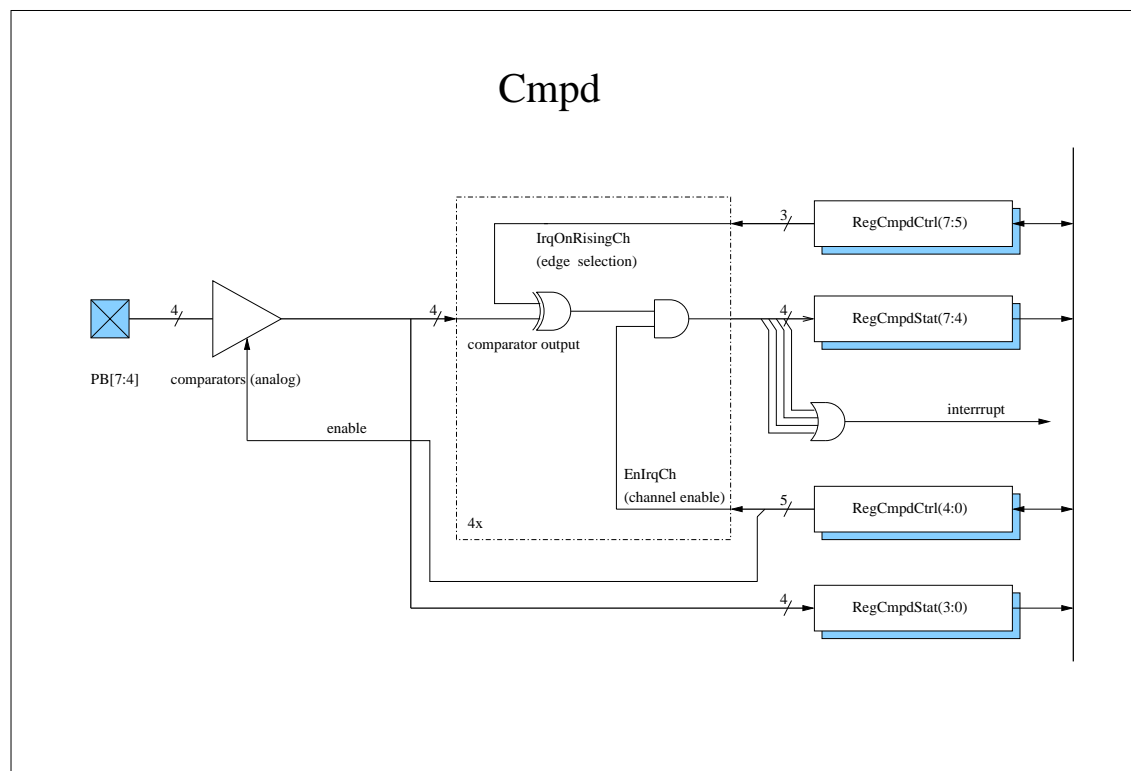 Cmpd
3
RegCmpdCtrl(7:5)
IrqOnRisingCh
(edge selection)
4
4
4
RegCmpdStat(7:4)
comparator output
PB[7:4]
comparators (analog)
interrrupt
enable
EnIrqCh
(channel enable)
5
RegCmpdCtrl(4:0)
4x
4
RegCmpdStat(3:0)